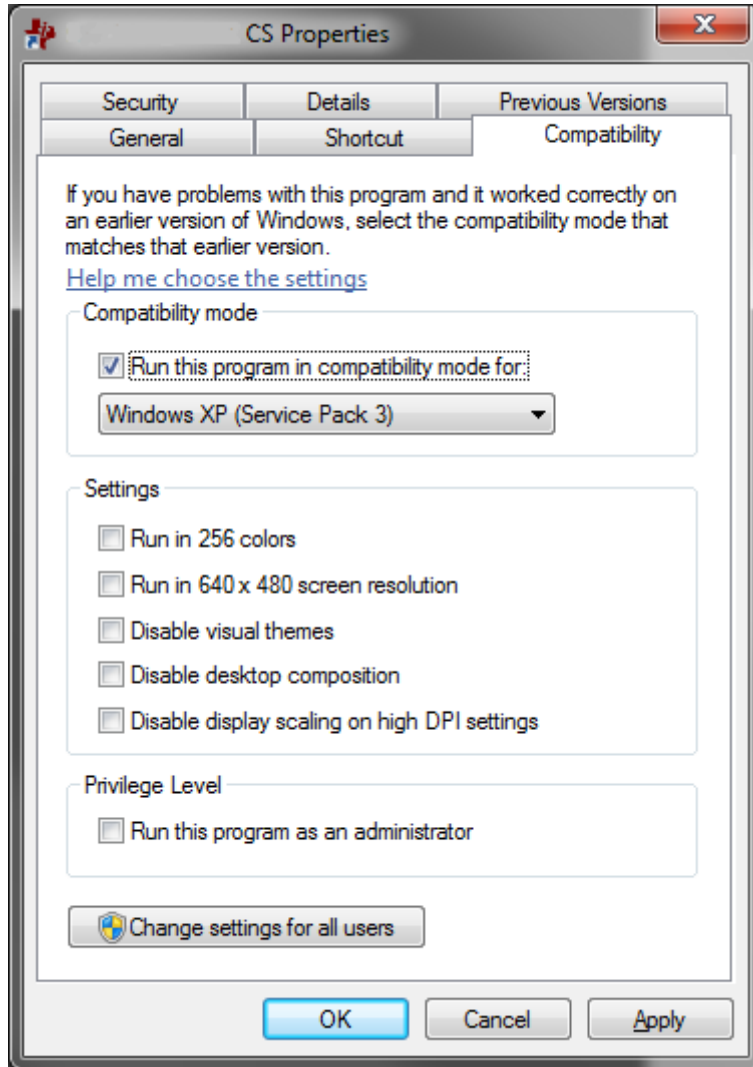 CS Properties
Security Details Previous Versions
General Shortcut Compatibility
If you have problems with this program and it worked correctly on
an earlier version of Windows, select the compatibility mode that
matches that earlier version.
Help me choose the settings
Compatibility mode
Run this program in compatibility mode for:
Windows XP (Service Pack 3)
Settings
Run in 256 colors
Run in 640 x 480 screen resolution
Disable visual themes
Disable desktop composition
Disable display scaling on high DPI settings
Privilege Level
Run this program as an administrator
Change settings for all users
OK Cancel Apply